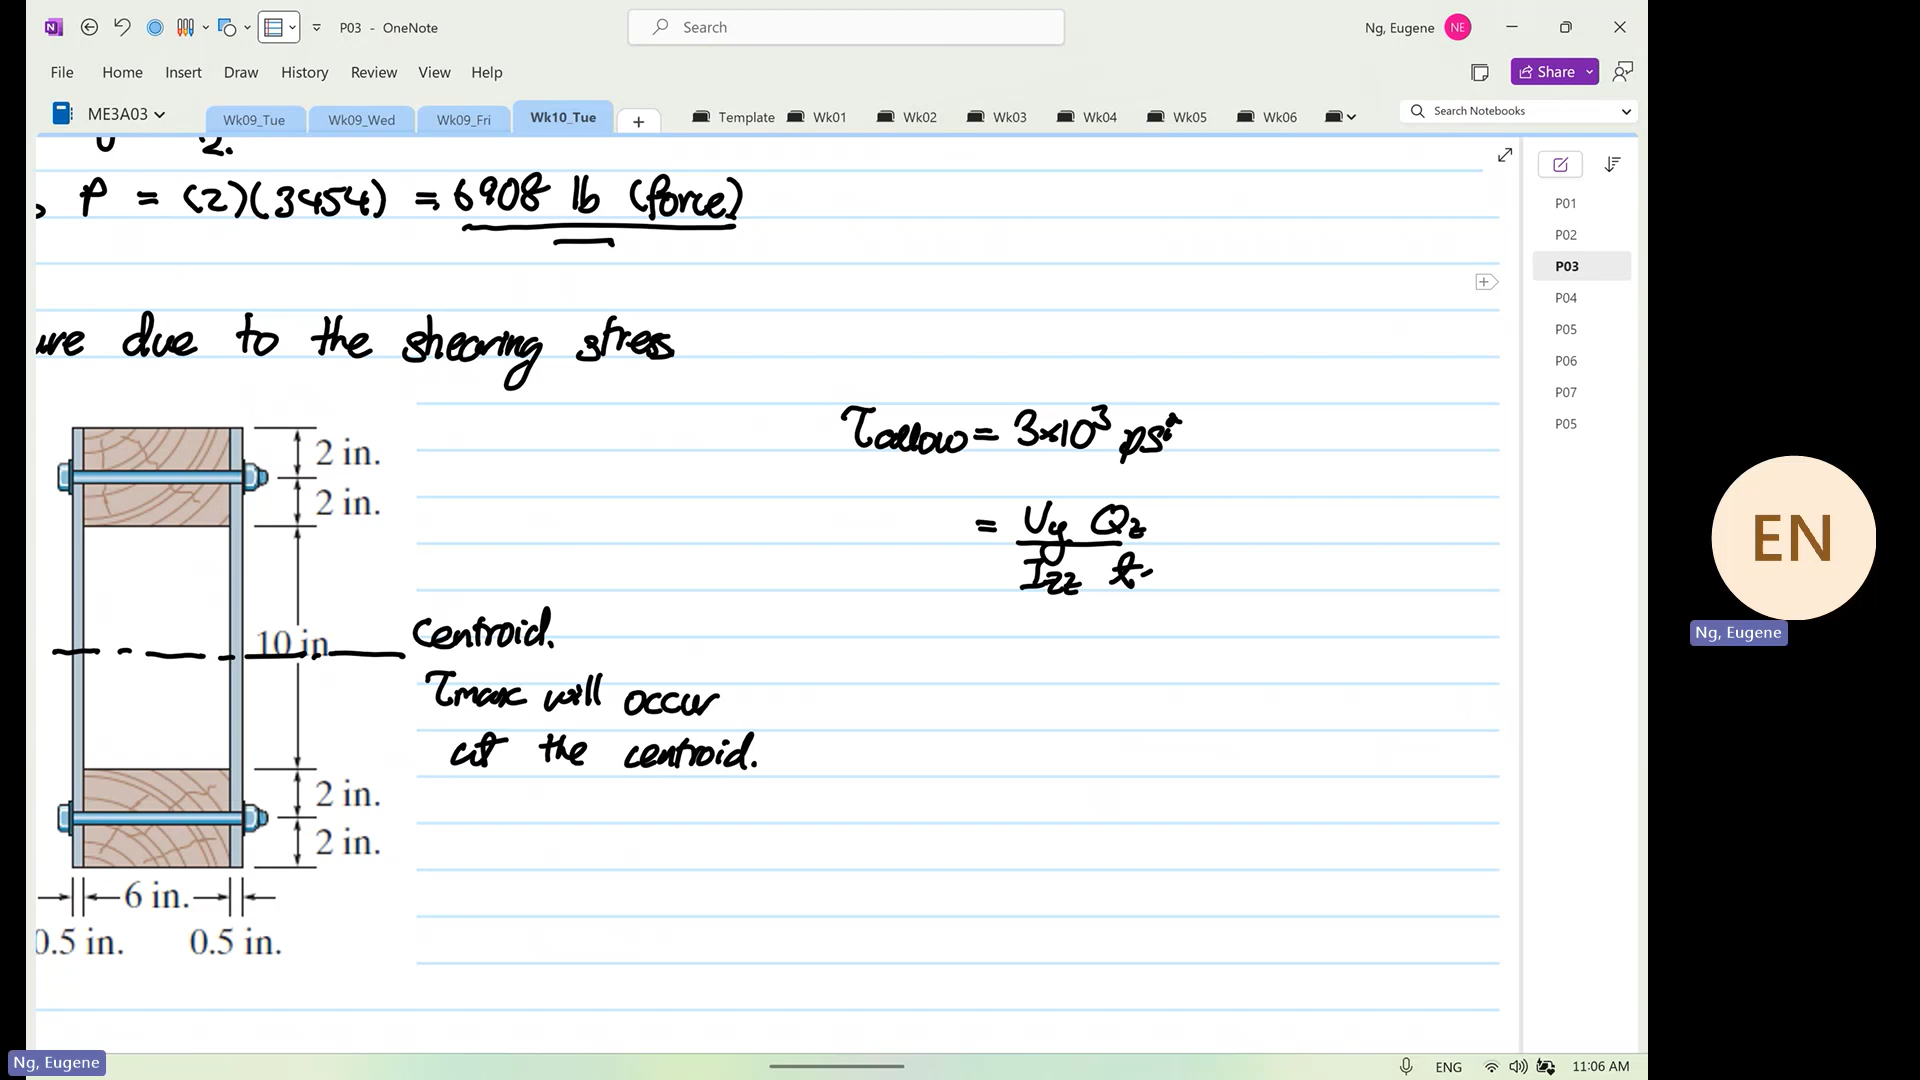 P03 - OneNote
Search
Ng, Eugene
NE
File Home Insert Draw History Review View Help
Share
ME3A03
Wk09_Tue Wk09_Wed Wk09_Fri Wk10_Tue + Template Wk01 Wk02 Wk03 Wk04 Wk05 Wk06
Search Notebooks
2.
P = (2)(3454) = 6908 lb (force)
ure due to the shearing stress
τallow = 3×10³ psi
= Vy Qz
Izz t
2 in.
2 in.
10 in
2 in.
2 in.
6 in.
0.5 in. 0.5 in.
centroid.
τmax will occur
at the centroid.
P01
P02
P03
P04
P05
P06
P07
P05
EN
Ng, Eugene
Ng, Eugene
ENG
11:06 AM